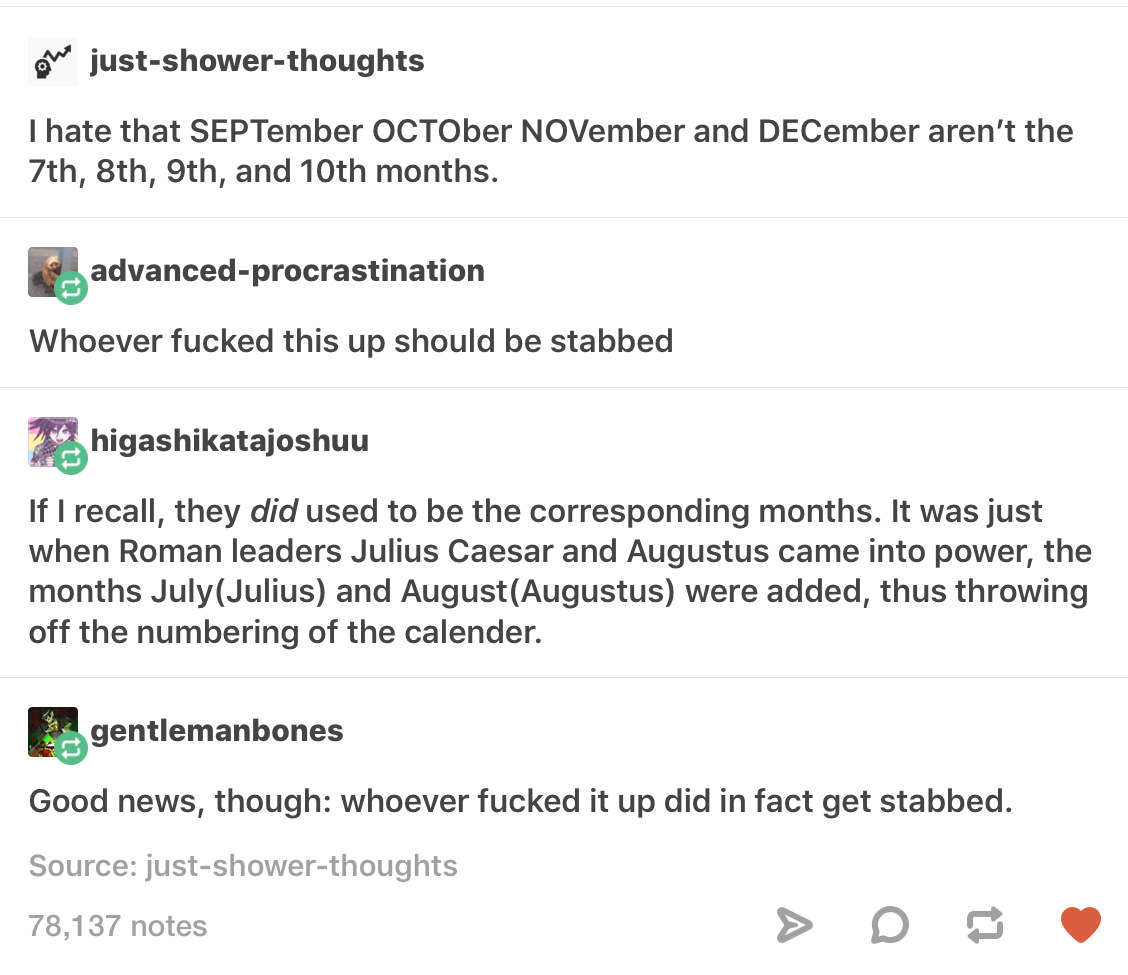 just-shower-thoughts
I hate that SEPTember OCTOber NOVember and DECember aren’t the
7th, 8th, 9th, and 10th months.
advanced-procrastination
Whoever fucked this up should be stabbed
higashikatajoshuu
If I recall, they did used to be the corresponding months. It was just
when Roman leaders Julius Caesar and Augustus came into power, the
months July(Julius) and August(Augustus) were added, thus throwing
off the numbering of the calender.
gentlemanbones
Good news, though: whoever fucked it up did in fact get stabbed.
Source: just-shower-thoughts
78,137 notes